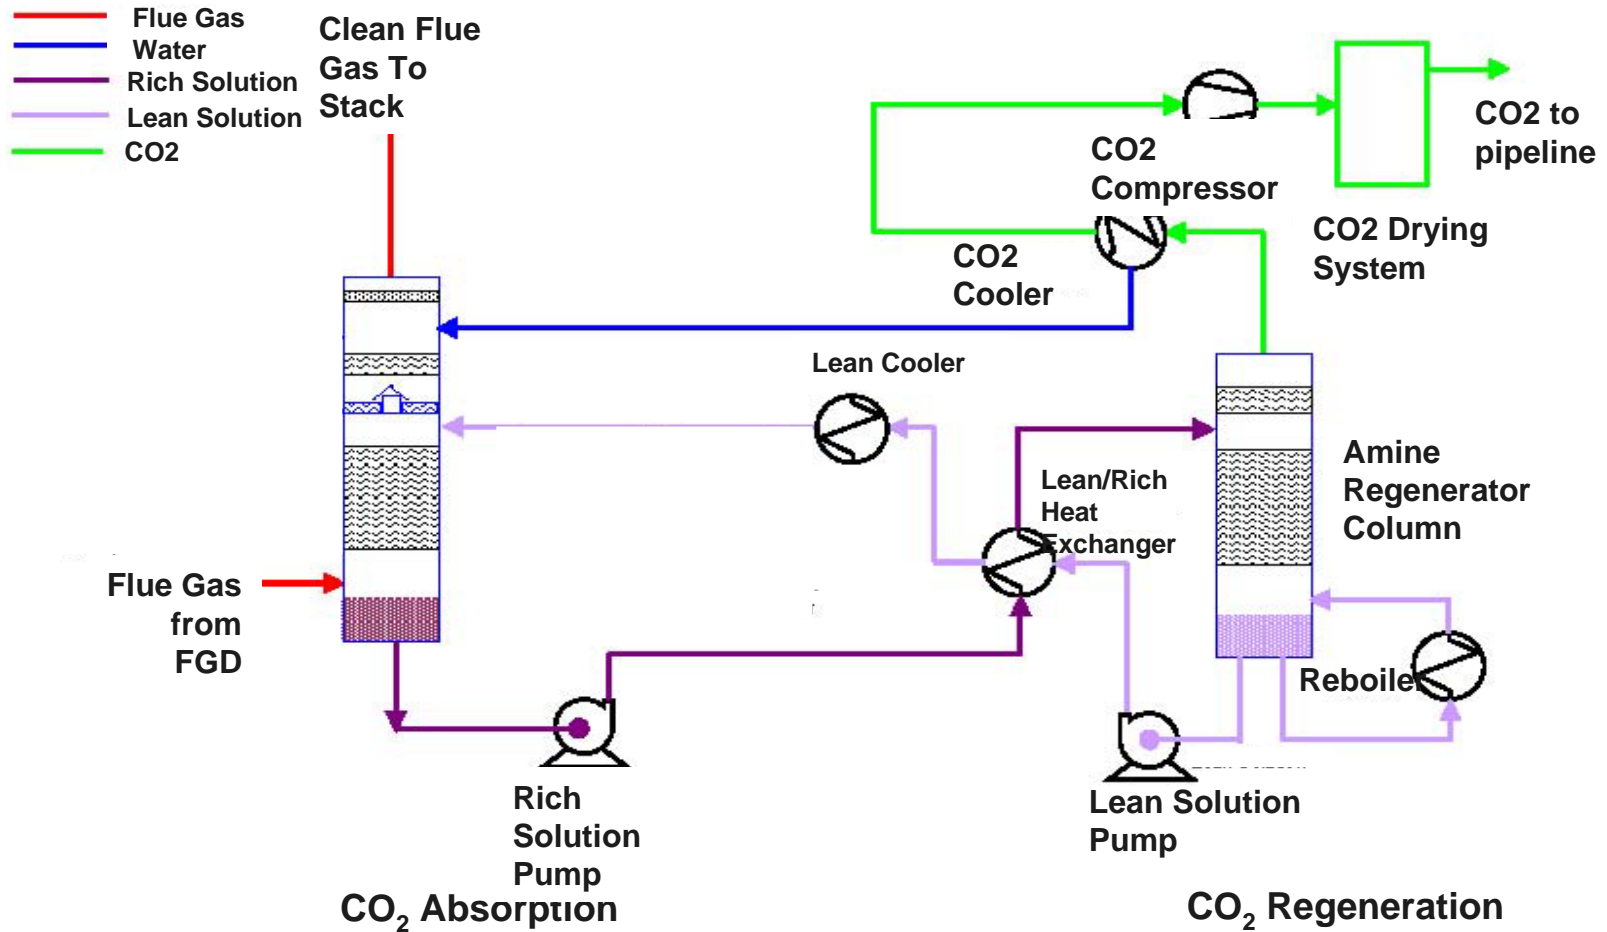 Flue Gas
Water
Rich Solution
Lean Solution
CO2
Clean Flue
Gas To
Stack
CO2
Compressor
CO2 to
pipeline
CO2 Drying
System
CO2
Cooler
Lean Cooler
Lean/Rich
Heat
Exchanger
Amine
Regenerator
Column
Flue Gas
from
FGD
Reboiler
Rich
Solution
Pump
Lean Solution
Pump
CO2 Absorption
CO2 Regeneration